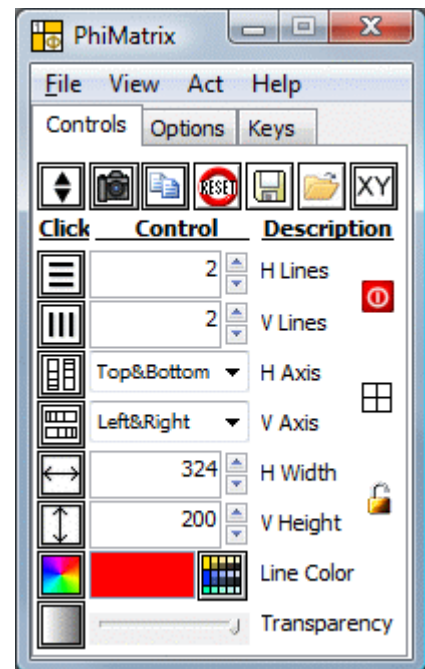 PhiMatrix
File View Act Help
Controls Options Keys
RESET XY
Click Control Description
2 H Lines
2 V Lines
Top&Bottom H Axis
Left&Right V Axis
324 H Width
200 V Height
Line Color
Transparency